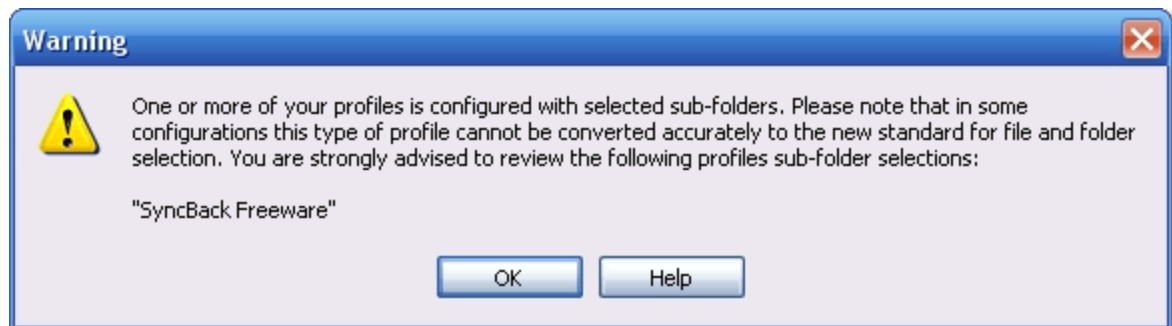 Warning
One or more of your profiles is configured with selected sub-folders. Please note that in some
configurations this type of profile cannot be converted accurately to the new standard for file and folder
selection. You are strongly advised to review the following profiles sub-folder selections:
"SyncBack Freeware"
OK
Help